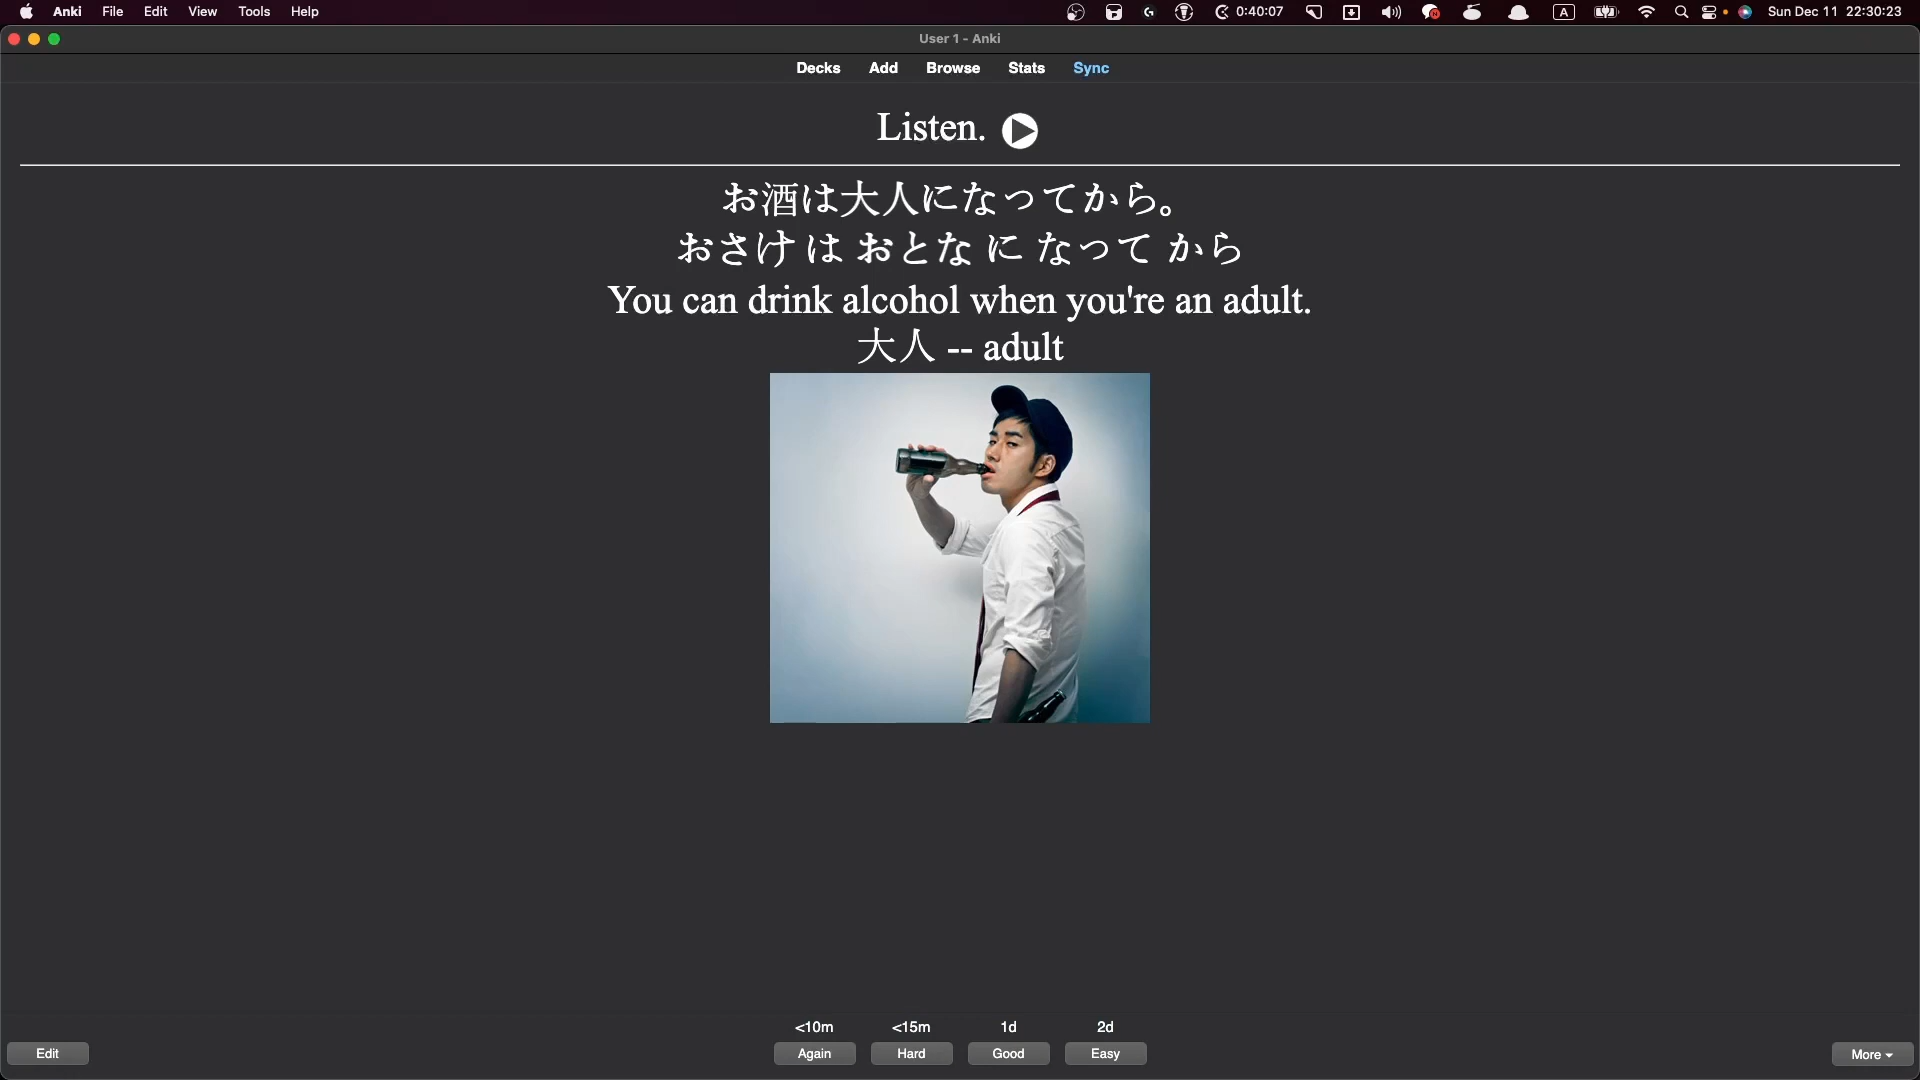 Anki File Edit View Tools Help 0:40:07 A Sun Dec 11 22:30:23
User 1 - Anki
Decks Add Browse Stats Sync
Listen.
お酒は大人になってから。
おさけ は おとな に なって から
You can drink alcohol when you're an adult.
大人 -- adult
<10m <15m 1d 2d
Edit Again Hard Good Easy More